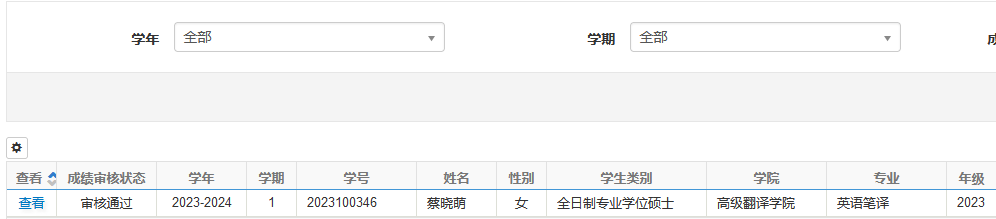 学年 全部 学期 全部
查看 成绩审核状态 学年 学期 学号 姓名 性别 学生类别 学院 专业 年级
查看 审核通过 2023-2024 1 2023100346 蔡晓萌 女 全日制专业学位硕士 高级翻译学院 英语笔译 2023